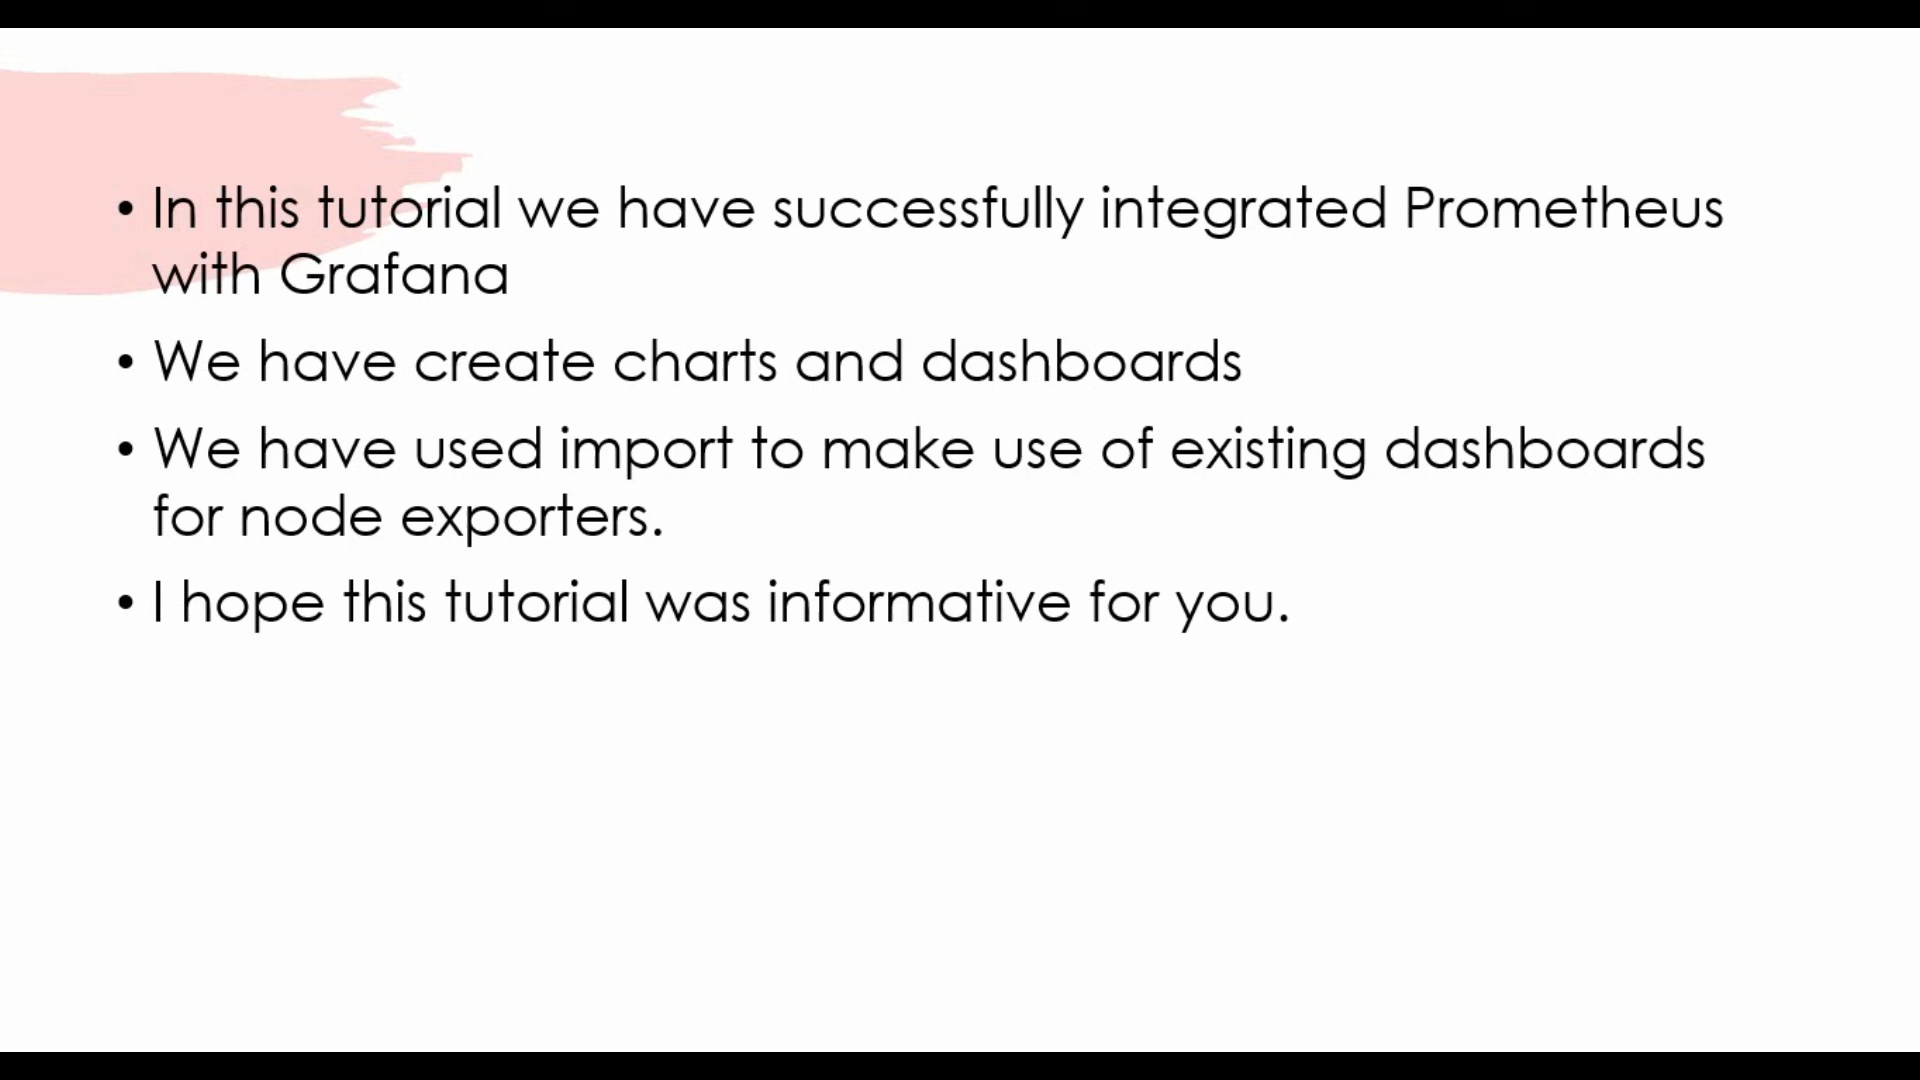 • In this tutorial we have successfully integrated Prometheus
with Grafana
• We have create charts and dashboards
• We have used import to make use of existing dashboards
for node exporters.
• I hope this tutorial was informative for you.